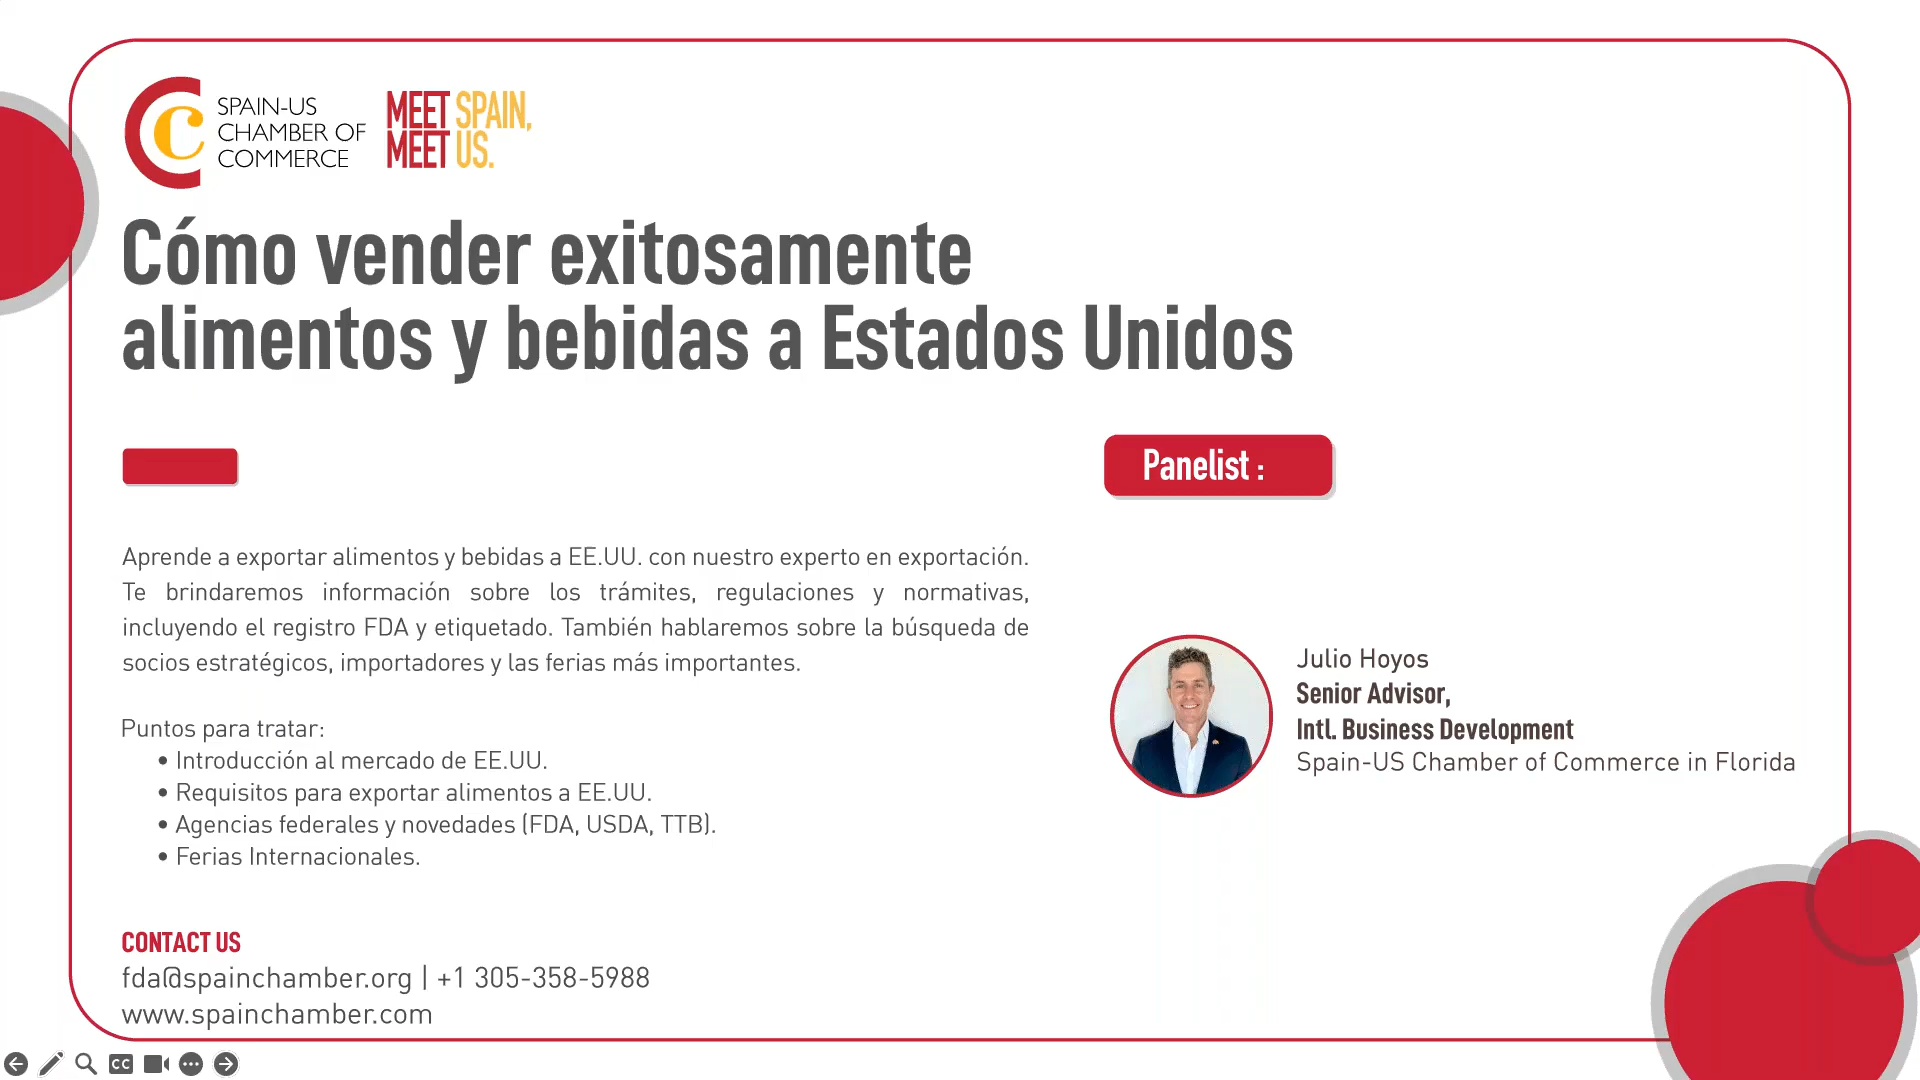 SPAIN-US
CHAMBER OF
COMMERCE
MEET SPAIN,
MEET US.
Cómo vender exitosamente
alimentos y bebidas a Estados Unidos
Panelist :
Aprende a exportar alimentos y bebidas a EE.UU. con nuestro experto en exportación.
Te brindaremos información sobre los trámites, regulaciones y normativas,
incluyendo el registro FDA y etiquetado. También hablaremos sobre la búsqueda de
socios estratégicos, importadores y las ferias más importantes.
Puntos para tratar:
• Introducción al mercado de EE.UU.
• Requisitos para exportar alimentos a EE.UU.
• Agencias federales y novedades (FDA, USDA, TTB).
• Ferias Internacionales.
Julio Hoyos
Senior Advisor,
Intl. Business Development
Spain-US Chamber of Commerce in Florida
CONTACT US
fda@spainchamber.org | +1 305-358-5988
www.spainchamber.com
CC